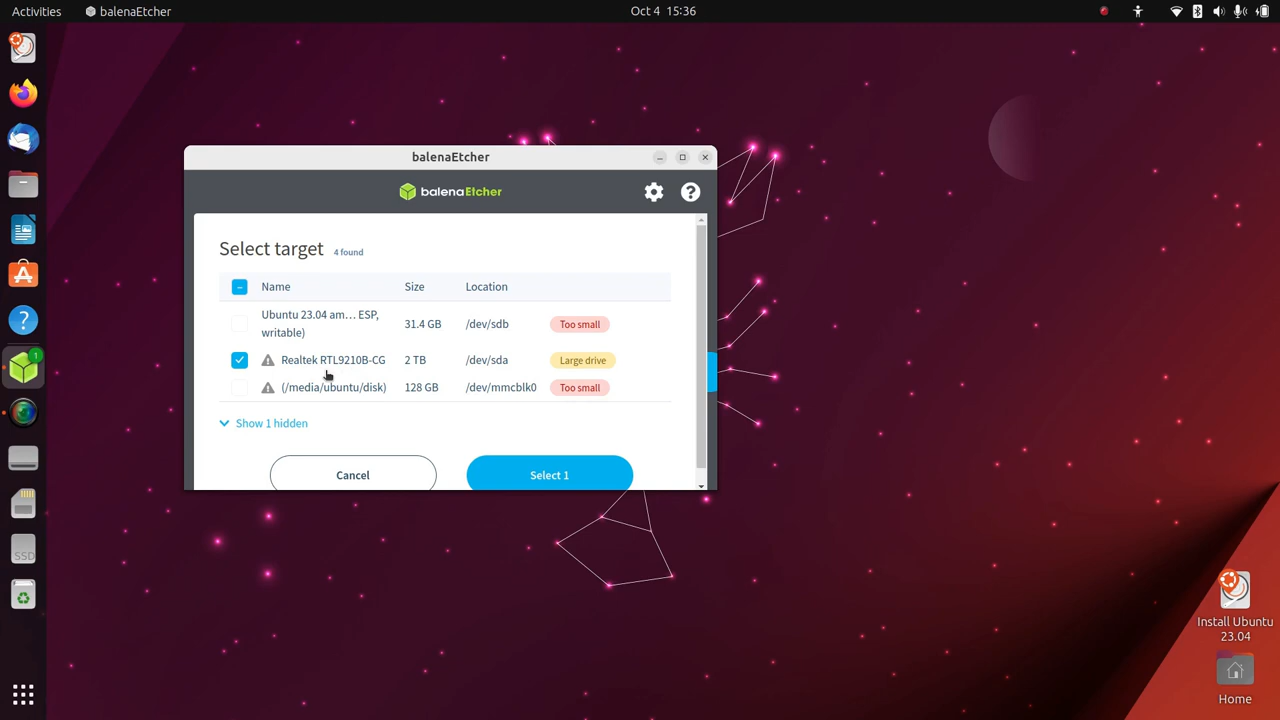 Activities
balenaEtcher
Oct 4 15:36
balenaEtcher
balenaEtcher
Select target 4 found
Name Size Location
Ubuntu 23.04 am... ESP,
writable) 31.4 GB /dev/sdb Too small
Realtek RTL9210B-CG 2 TB /dev/sda Large drive
(/media/ubuntu/disk) 128 GB /dev/mmcblk0 Too small
Show 1 hidden
Cancel Select 1
1
SSD
Install Ubuntu
23.04
Home